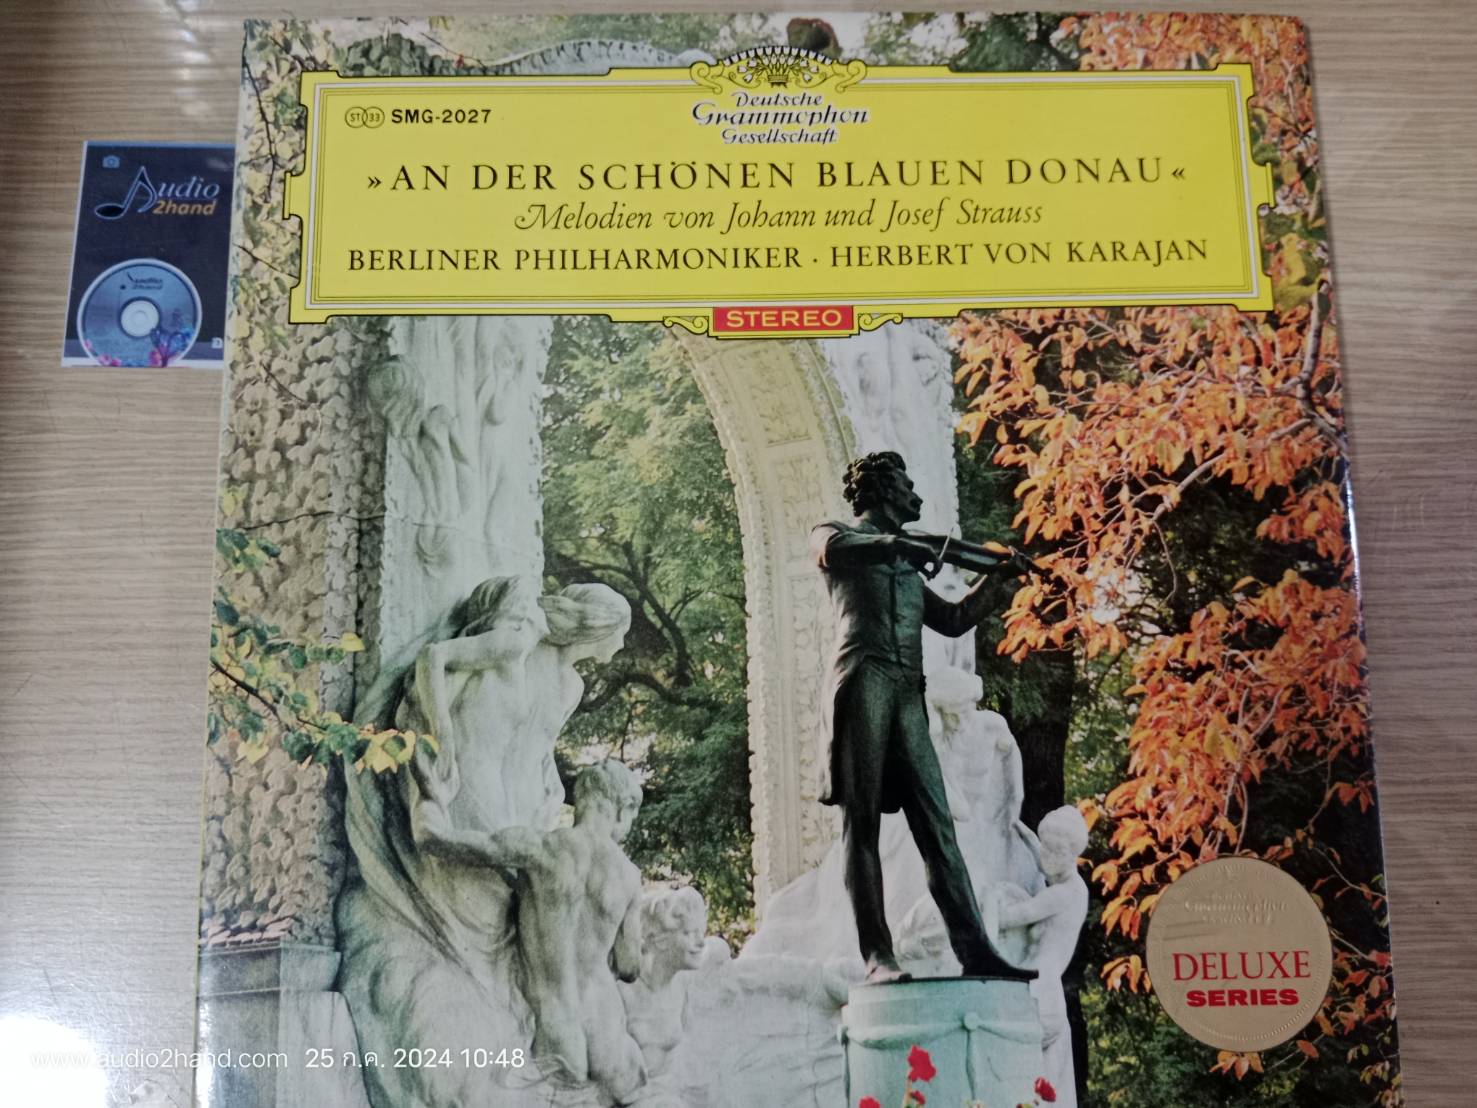 ST 33 SMG-2027
Deutsche
Grammophon
Gesellschaft
»AN DER SCHÖNEN BLAUEN DONAU«
Melodien von Johann und Josef Strauss
BERLINER PHILHARMONIKER · HERBERT VON KARAJAN
STEREO
Audio
2hand
DELUXE
SERIES
www.audio2hand.com 25 ก.ค. 2024 10:48